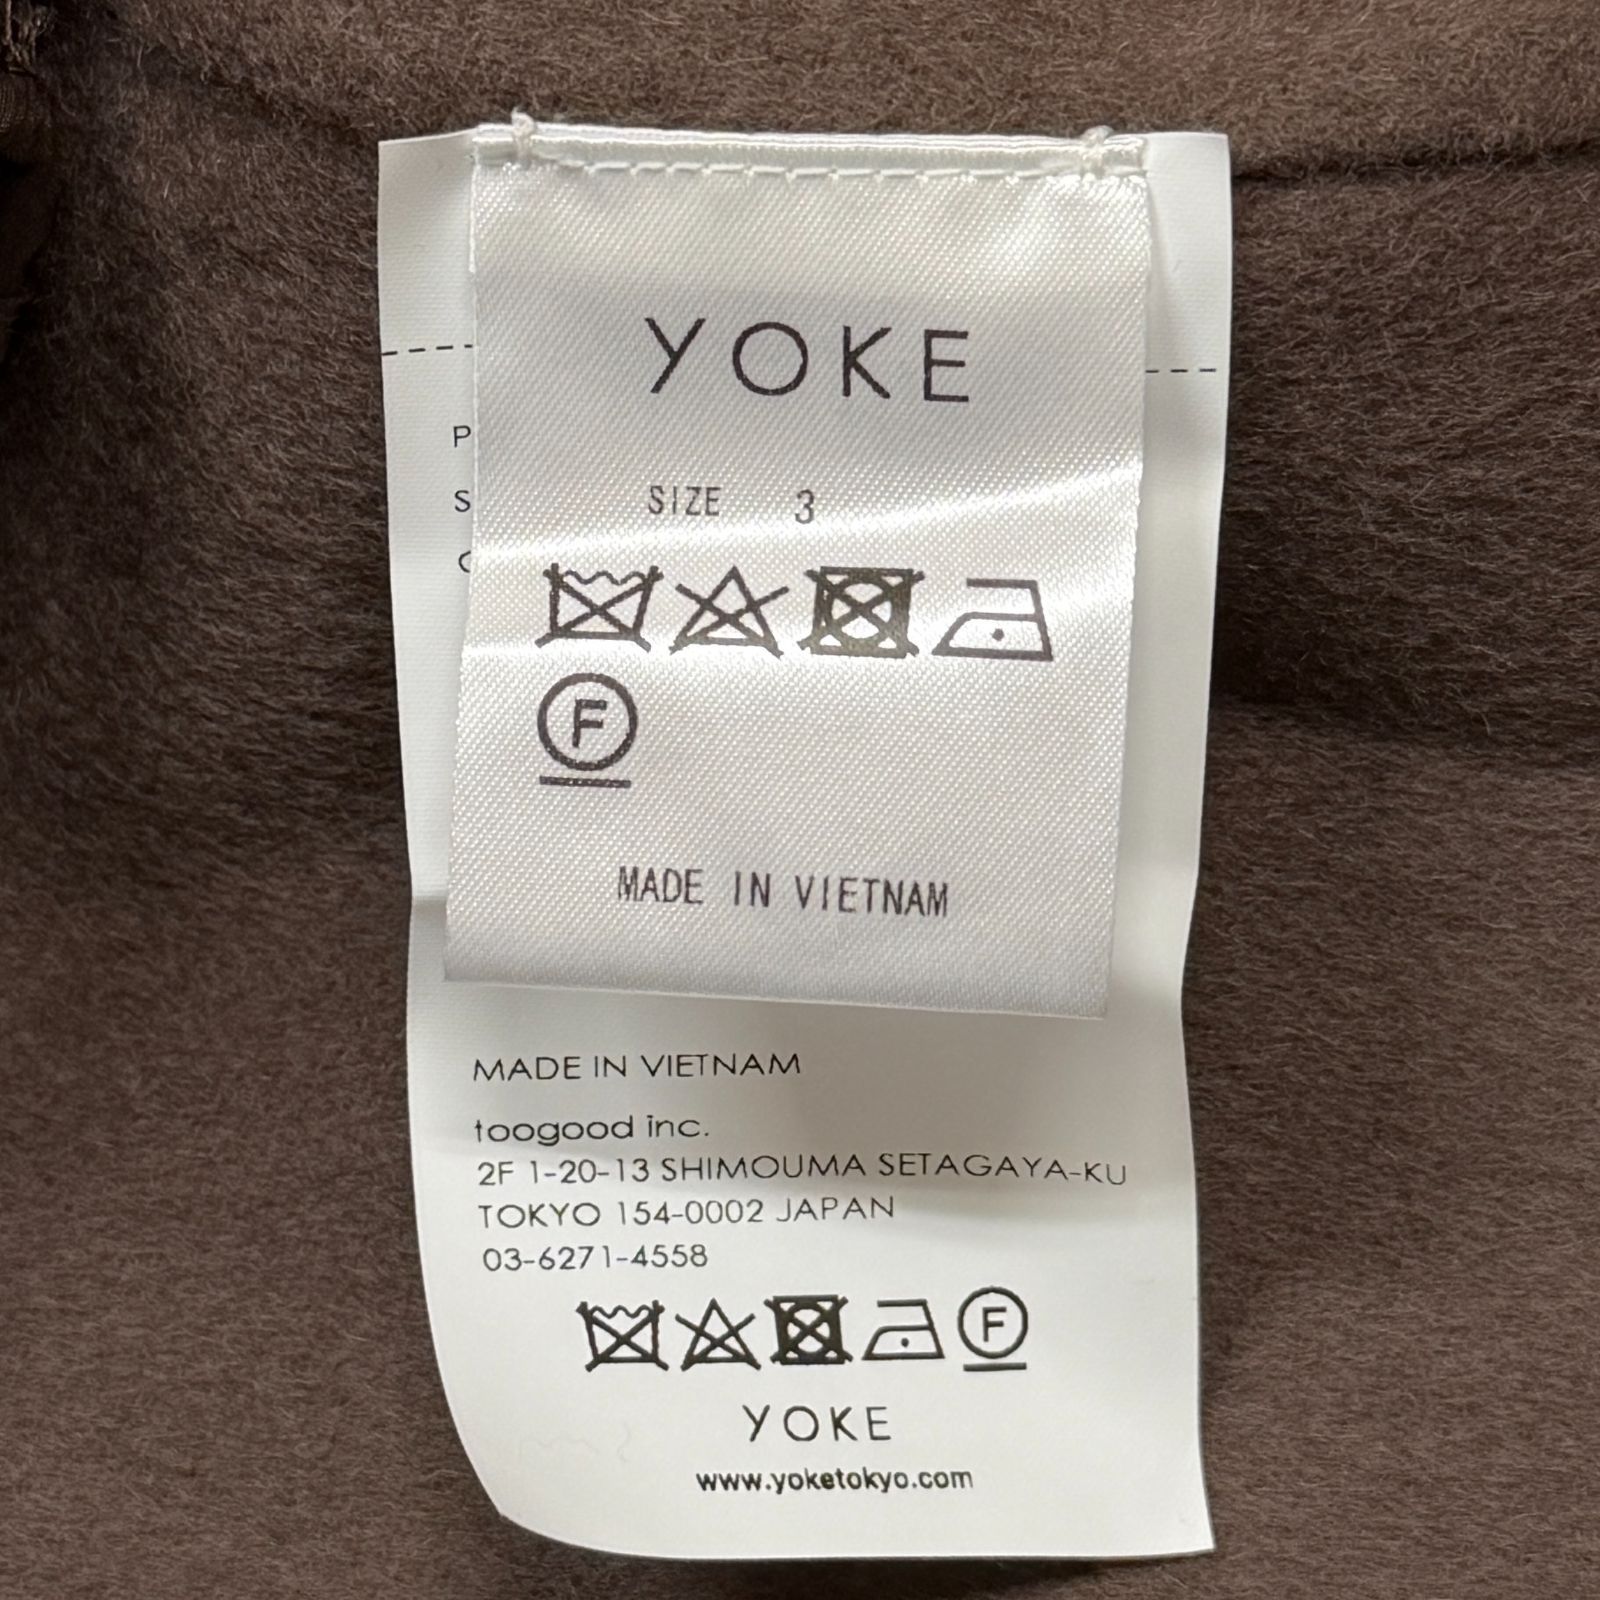 YOKE
SIZE 3
F
MADE IN VIETNAM
P
S
MADE IN VIETNAM
toogood inc.
2F 1-20-13 SHIMOUMA SETAGAYA-KU
TOKYO 154-0002 JAPAN
03-6271-4558
F
YOKE
www.yoketokyo.com